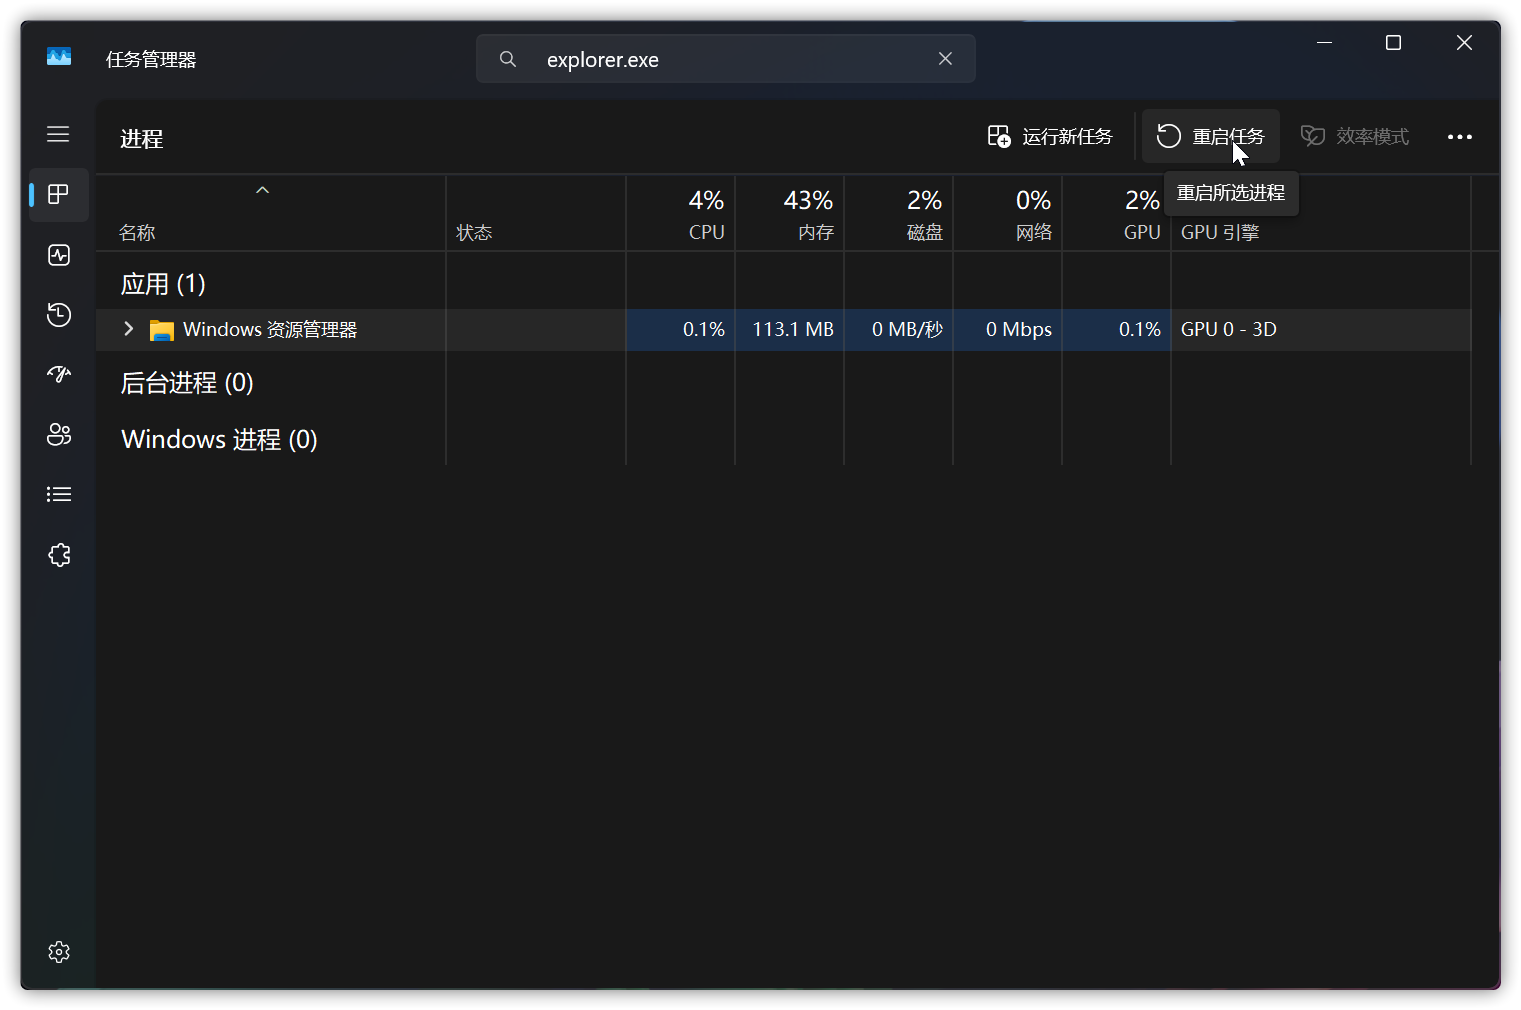 任务管理器
explorer.exe
进程
运行新任务
重启任务
效率模式
重启所选进程
名称
状态
4%
CPU
43%
内存
2%
磁盘
0%
网络
2%
GPU
GPU 引擎
应用 (1)
Windows 资源管理器 0.1% 113.1 MB 0 MB/秒 0 Mbps 0.1% GPU 0 - 3D
后台进程 (0)
Windows 进程 (0)